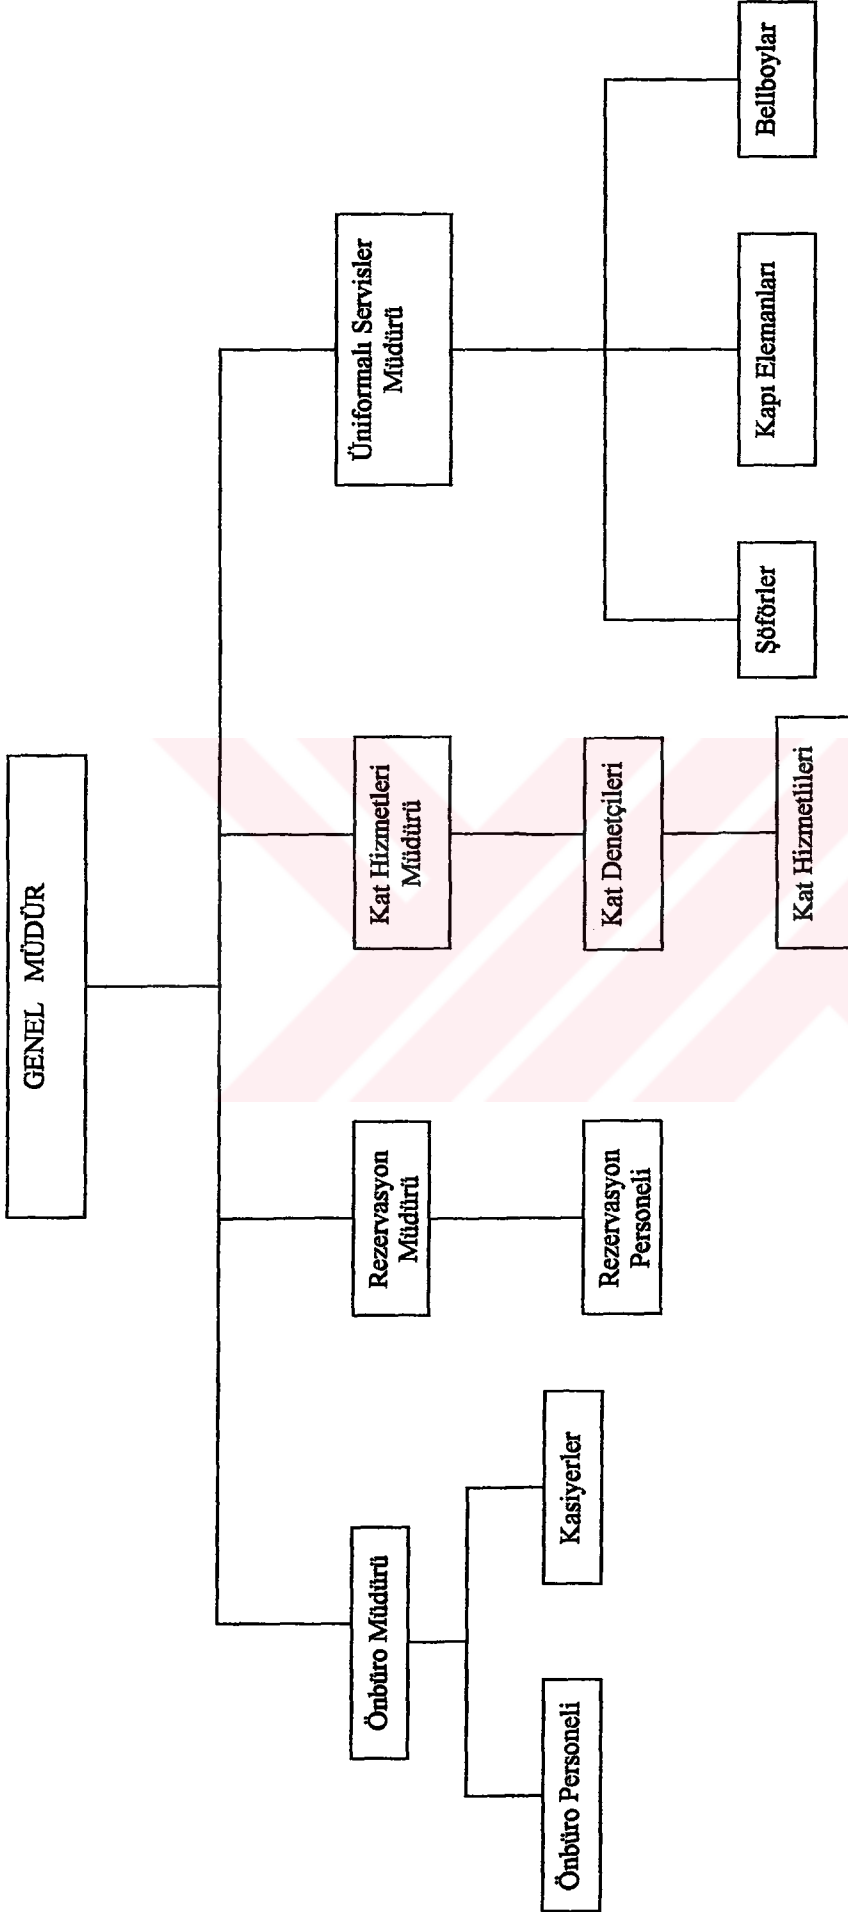 GENEL MÜDÜR
Önbüro Müdürü
Rezervasyon
Müdürü
Kat Hizmetleri
Müdürü
Üniformalı Servisler
Müdürü
Önbüro Personeli
Kasiyerler
Rezervasyon
Personeli
Kat Denetçileri
Kat Hizmetlileri
Şöförler
Kapı Elemanları
Bellboylar